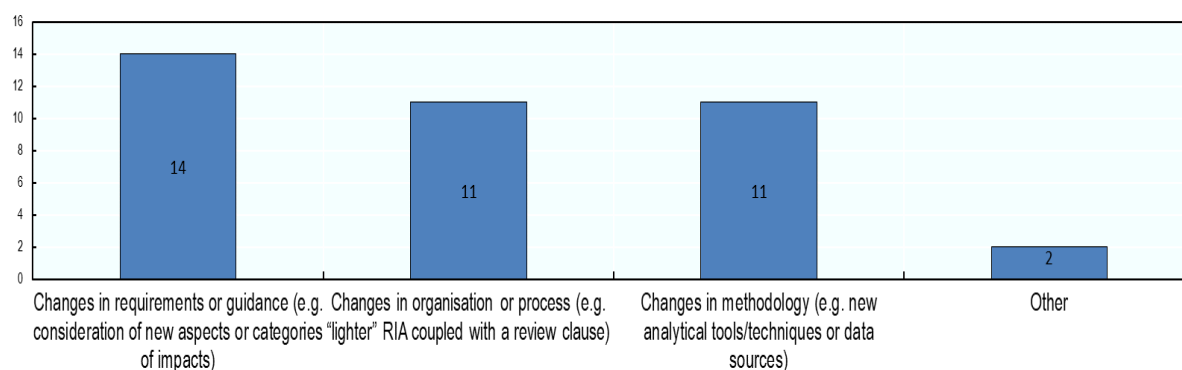 16
14
12
10
8
6
4
2
0
14
11
11
2
Changes in requirements or guidance (e.g.
consideration of new aspects or categories
of impacts)
Changes in organisation or process (e.g.
“lighter” RIA coupled with a review clause)
Changes in methodology (e.g. new
analytical tools/techniques or data
sources)
Other